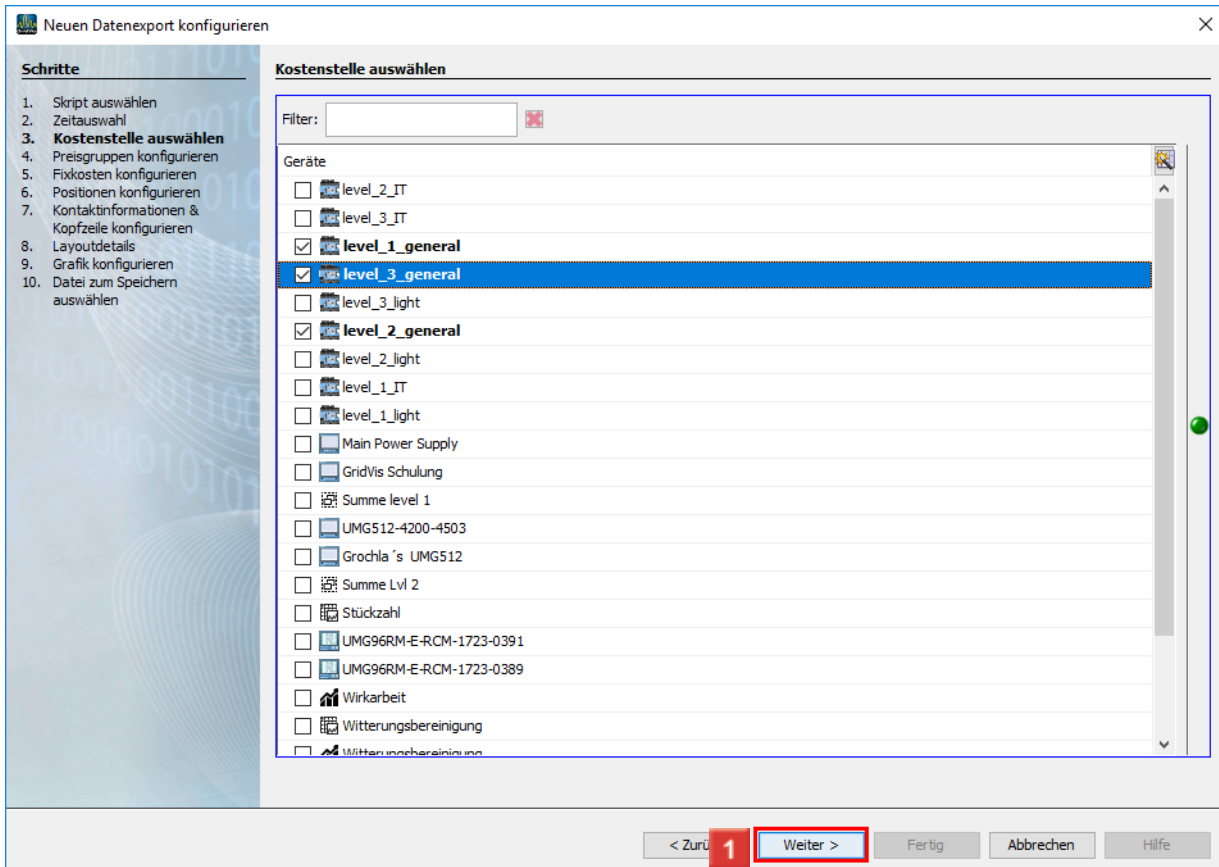 Neuen Datenexport konfigurieren
Schritte
1. Skript auswählen
2. Zeitauswahl
3. Kostenstelle auswählen
4. Preisgruppen konfigurieren
5. Fixkosten konfigurieren
6. Positionen konfigurieren
7. Kontaktinformationen &
Kopfzeile konfigurieren
8. Layoutdetails
9. Grafik konfigurieren
10. Datei zum Speichern
auswählen
Kostenstelle auswählen
Filter:
Geräte
level_2_IT
level_3_IT
level_1_general
level_3_general
level_3_light
level_2_general
level_2_light
level_1_IT
level_1_light
Main Power Supply
GridVis Schulung
Summe level 1
UMG512-4200-4503
Grochla ´s UMG512
Summe Lvl 2
Stückzahl
UMG96RM-E-RCM-1723-0391
UMG96RM-E-RCM-1723-0389
Wirkarbeit
Witterungsbereinigung
Witterungsbereinigung
< Zurü
1
Weiter >
Fertig
Abbrechen
Hilfe